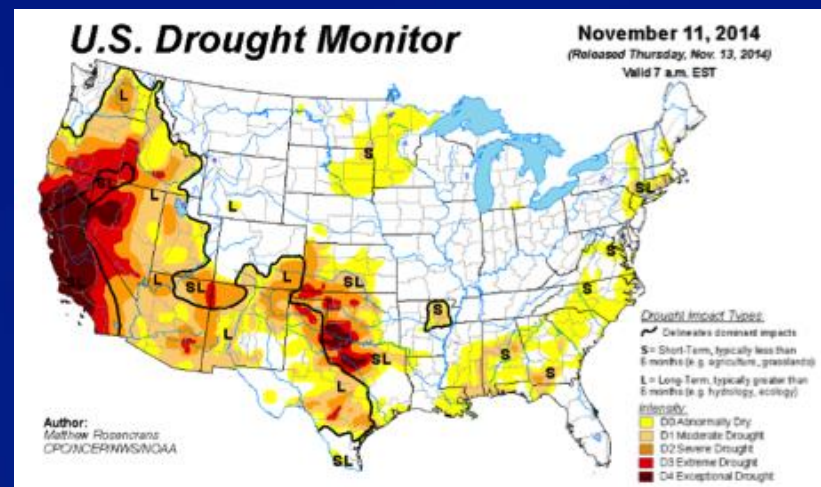 U.S. Drought Monitor
November 11, 2014
(Released Thursday, Nov. 13, 2014)
Valid 7 a.m. EST
L
S
SL
L
L
SL
S
L
SL
L
SL
S
S
L
SL
L
S
S
SL
Author:
Matthew Rosencrans
CPC/NCEP/NWS/NOAA
Drought Impact Types:
Delineates dominant impacts
S = Short-Term, typically less than
6 months (e.g. agriculture, grasslands)
L = Long-Term, typically greater than
6 months (e.g. hydrology, ecology)
Intensity:
D0 Abnormally Dry
D1 Moderate Drought
D2 Severe Drought
D3 Extreme Drought
D4 Exceptional Drought